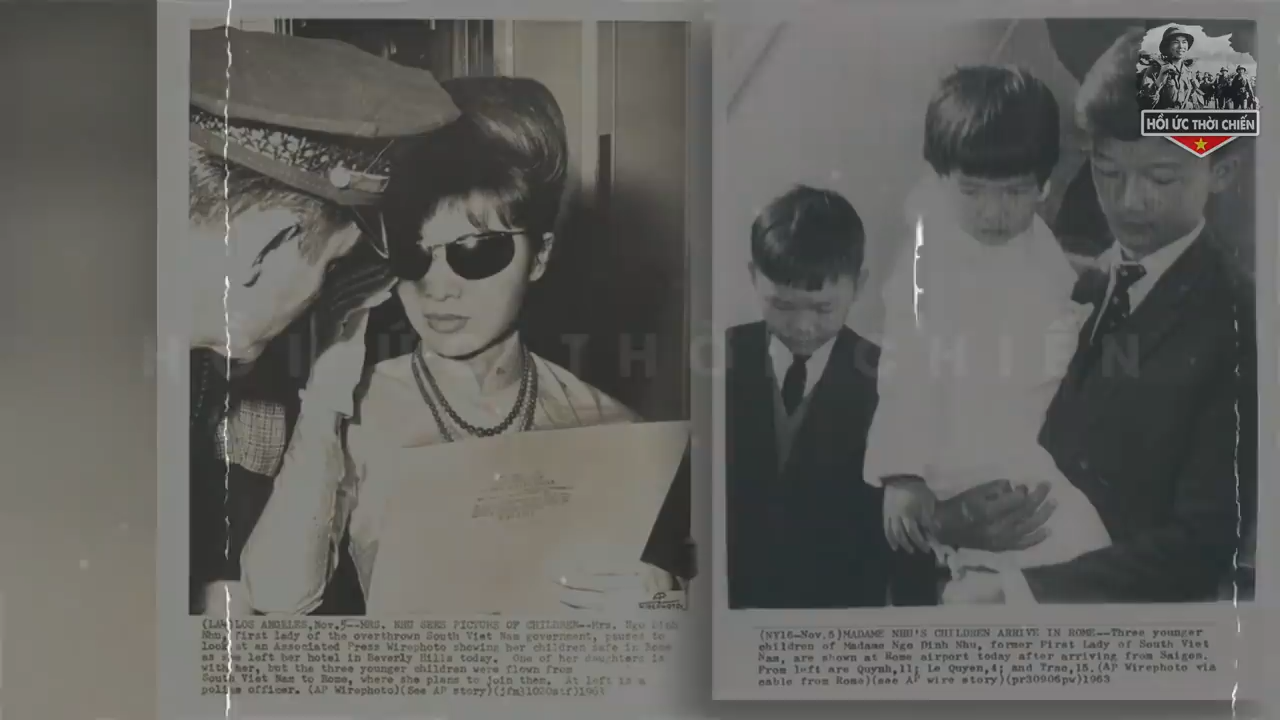 HỒI ỨC THỜI CHIẾN
HỒI ỨC THỜI CHIẾN
AP
WIREPHOTO
(LA4)LOS ANGELES,Nov.5--MRS. NHU SEES PICTURE OF CHILDREN--Mrs. Ngo Dinh
Nhu, first lady of the overthrown South Viet Nam government, paused to
look at an Associated Press Wirephoto showing her children safe in Rome
as she left her hotel in Beverly Hills today. One of her daughters is
with her, but the three younger children were flown from
South Viet Nam to Rome, where she plans to join them. At left is a
police officer. (AP Wirephoto)(See AP story)
(NY16-Nov.5)MADAME NHU'S CHILDREN ARRIVE IN ROME--Three younger
children of Madame Ngo Dinh Nhu, former First Lady of South Viet
Nam, are shown at Rome airport today after arriving from Saigon.
From left are Quynh,11; Le Quyen,4; and Trac,15.(AP Wirephoto via
cable from Rome)(see AP wire story)(pr30906pw)1963